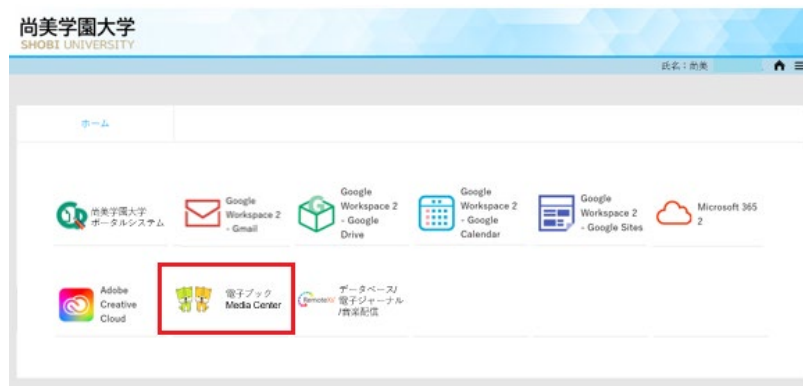 尚美学園大学
SHOBI UNIVERSITY
氏名：尚美
ホーム
尚美学園大学
ポータルシステム
Google
Workspace 2
- Gmail
Google
Workspace 2
- Google
Drive
Google
Workspace 2
- Google
Calendar
Google
Workspace 2
- Google Sites
Microsoft 365
2
Adobe
Creative
Cloud
電子ブック
Media Center
RemoteXs
データベース/
電子ジャーナル
/音楽配信